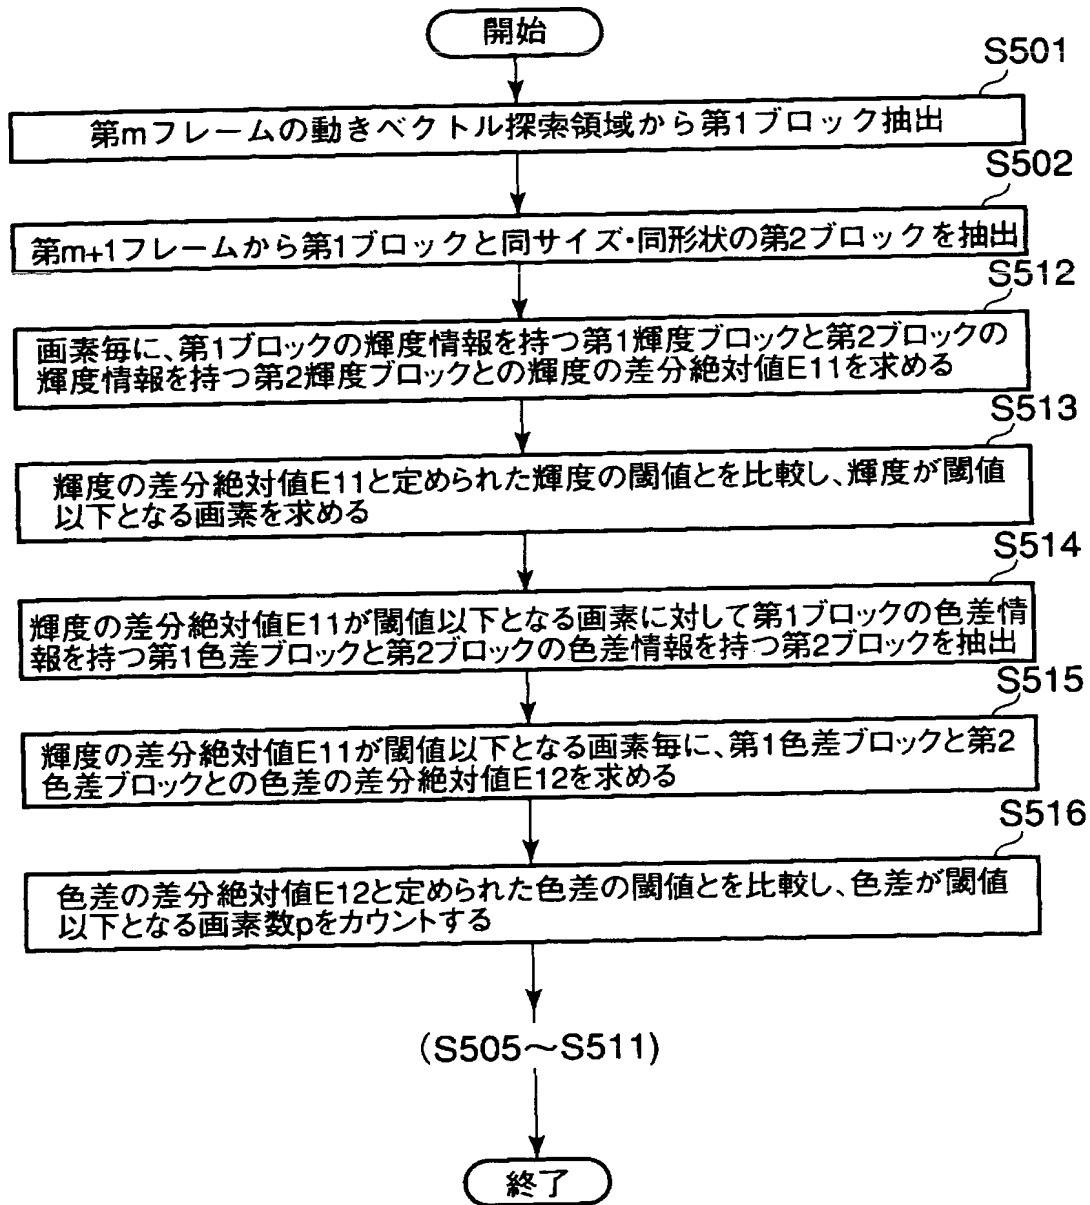 開始
S501
第mフレームの動きベクトル探索領域から第1ブロック抽出
S502
第m+1フレームから第1ブロックと同サイズ・同形状の第2ブロックを抽出
S512
画素毎に、第1ブロックの輝度情報を持つ第1輝度ブロックと第2ブロックの
輝度情報を持つ第2輝度ブロックとの輝度の差分絶対値E11を求める
S513
輝度の差分絶対値E11と定められた輝度の閾値とを比較し、輝度が閾値
以下となる画素を求める
S514
輝度の差分絶対値E11が閾値以下となる画素に対して第1ブロックの色差情
報を持つ第1色差ブロックと第2ブロックの色差情報を持つ第2ブロックを抽出
S515
輝度の差分絶対値E11が閾値以下となる画素毎に、第1色差ブロックと第2
色差ブロックとの色差の差分絶対値E12を求める
S516
色差の差分絶対値E12と定められた色差の閾値とを比較し、色差が閾値
以下となる画素数pをカウントする
(S505～S511)
終了